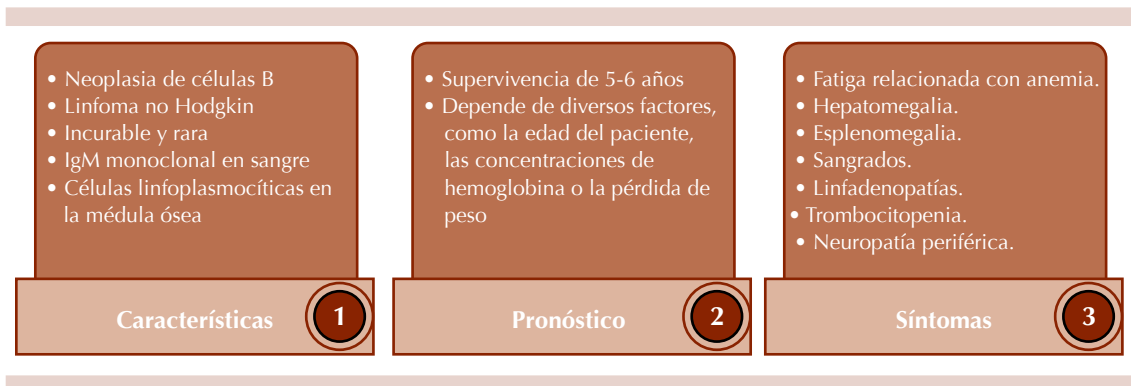 • Neoplasia de células B
• Linfoma no Hodgkin
• Incurable y rara
• IgM monoclonal en sangre
• Células linfoplasmocíticas en
la médula ósea
Características
1
• Supervivencia de 5-6 años
• Depende de diversos factores,
como la edad del paciente,
las concentraciones de
hemoglobina o la pérdida de
peso
Pronóstico
2
• Fatiga relacionada con anemia.
• Hepatomegalia.
• Esplenomegalia.
• Sangrados.
• Linfadenopatías.
• Trombocitopenia.
• Neuropatía periférica.
Síntomas
3